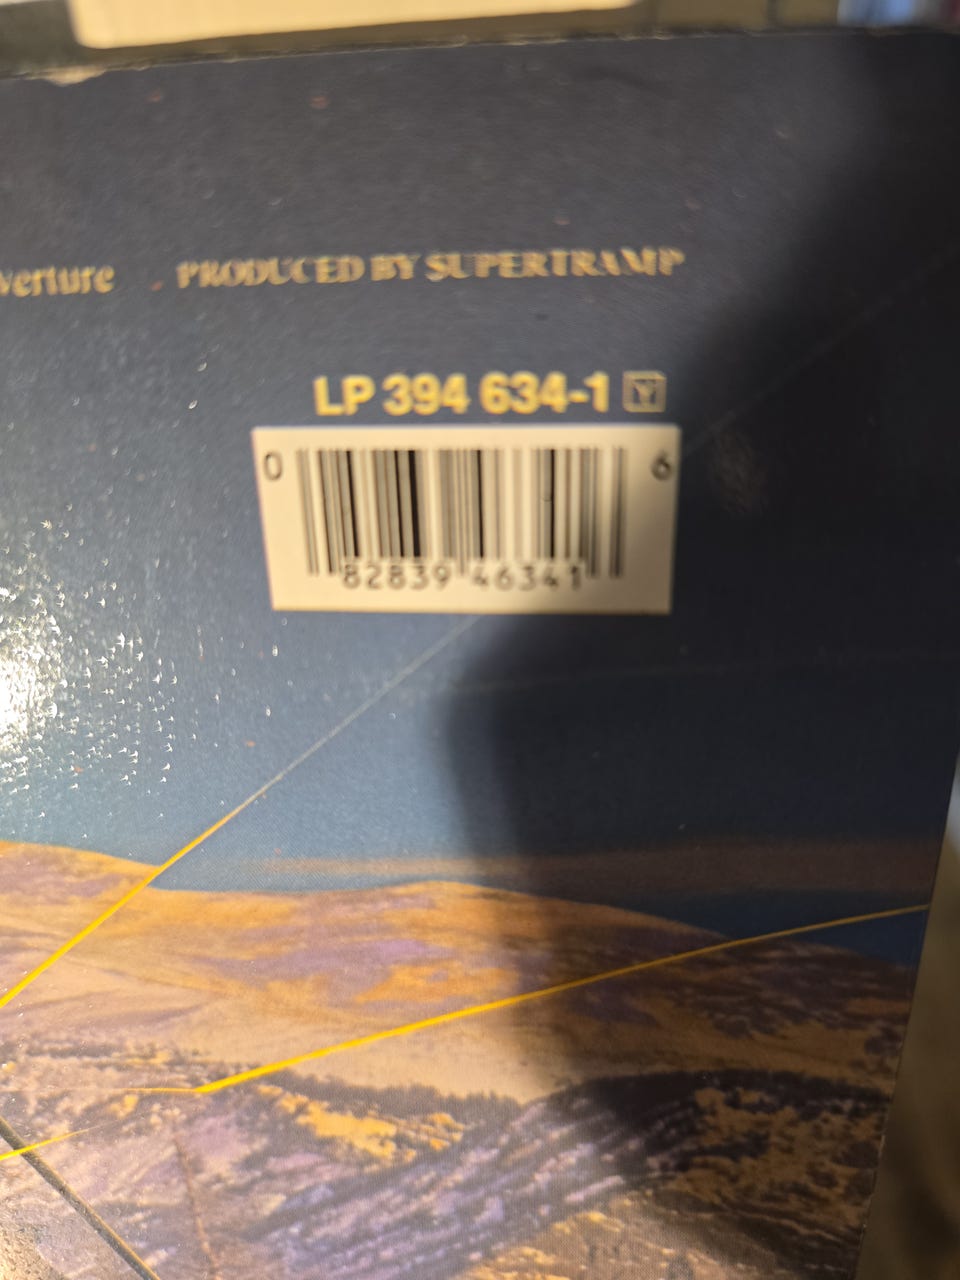 verture PRODUCED BY SUPERTRAMP
LP 394 634-1 Y
0 6
82839 46341